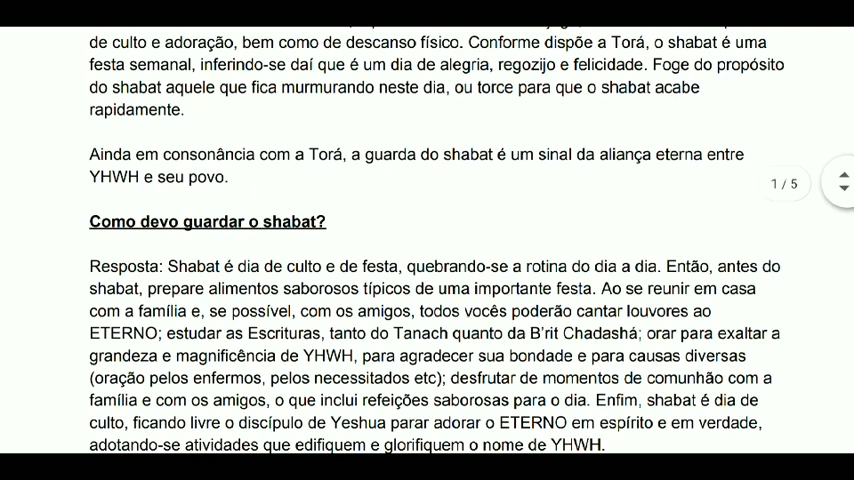 de culto e adoração, bem como de descanso físico. Conforme dispõe a Torá, o shabat é uma
festa semanal, inferindo-se daí que é um dia de alegria, regozijo e felicidade. Foge do propósito
do shabat aquele que fica murmurando neste dia, ou torce para que o shabat acabe
rapidamente.
Ainda em consonância com a Torá, a guarda do shabat é um sinal da aliança eterna entre
YHWH e seu povo.
1 / 5
Como devo guardar o shabat?
Resposta: Shabat é dia de culto e de festa, quebrando-se a rotina do dia a dia. Então, antes do
shabat, prepare alimentos saborosos típicos de uma importante festa. Ao se reunir em casa
com a família e, se possível, com os amigos, todos vocês poderão cantar louvores ao
ETERNO; estudar as Escrituras, tanto do Tanach quanto da B'rit Chadashá; orar para exaltar a
grandeza e magnificência de YHWH, para agradecer sua bondade e para causas diversas
(oração pelos enfermos, pelos necessitados etc); desfrutar de momentos de comunhão com a
família e com os amigos, o que inclui refeições saborosas para o dia. Enfim, shabat é dia de
culto, ficando livre o discípulo de Yeshua parar adorar o ETERNO em espírito e em verdade,
adotando-se atividades que edifiquem e glorifiquem o nome de YHWH.